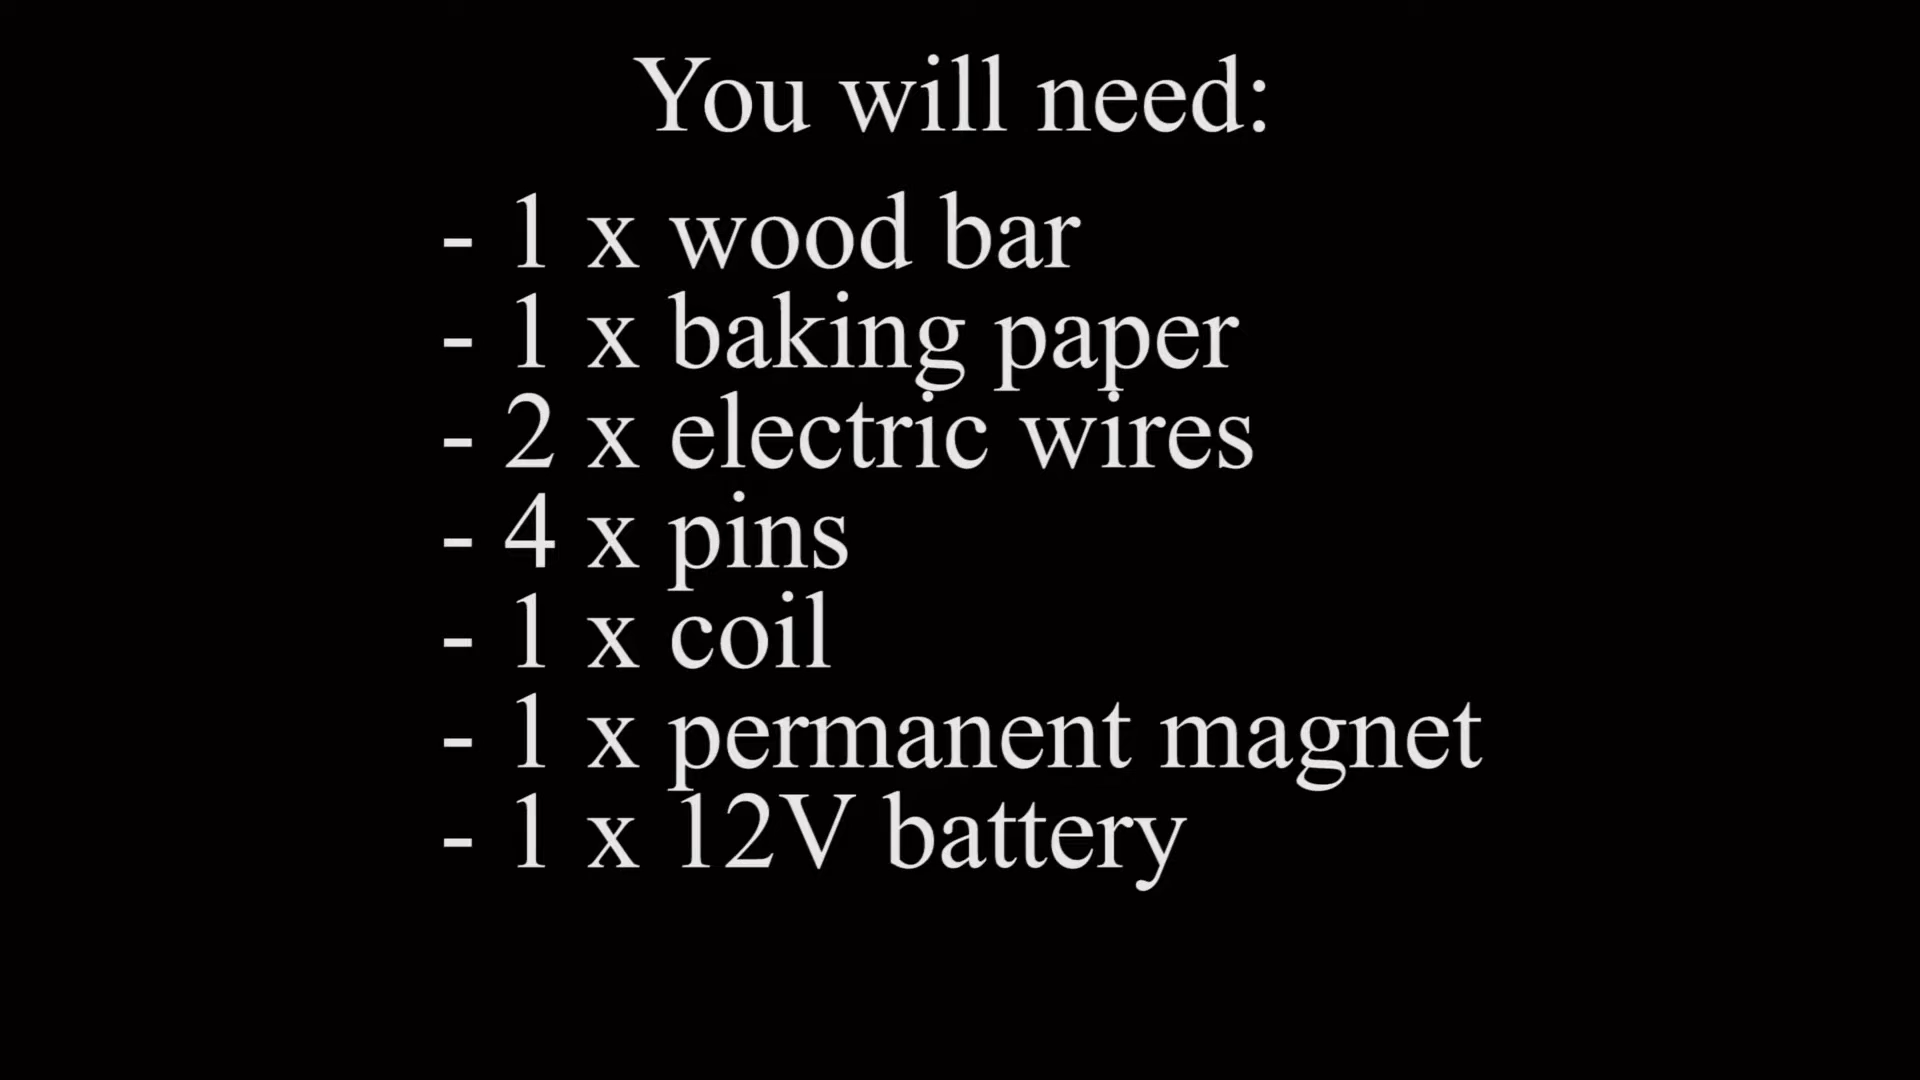 You will need:
- 1 x wood bar
- 1 x baking paper
- 2 x electric wires
- 4 x pins
- 1 x coil
- 1 x permanent magnet
- 1 x 12V battery